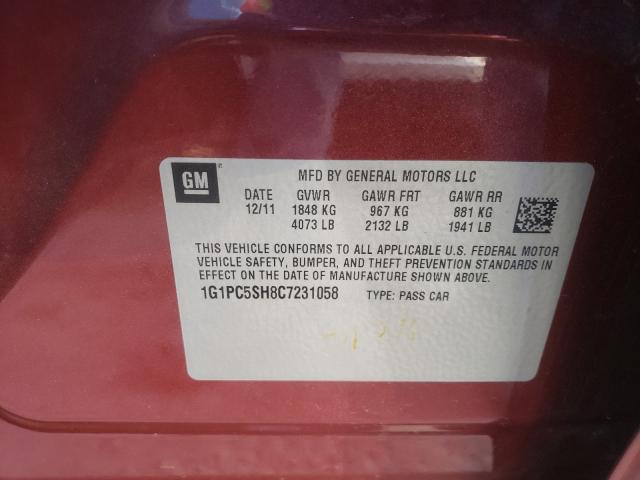 GM
MFD BY GENERAL MOTORS LLC
DATE GVWR GAWR FRT GAWR RR
12/11 1848 KG 967 KG 881 KG
4073 LB 2132 LB 1941 LB
THIS VEHICLE CONFORMS TO ALL APPLICABLE U.S. FEDERAL MOTOR
VEHICLE SAFETY, BUMPER, AND THEFT PREVENTION STANDARDS IN
EFFECT ON THE DATE OF MANUFACTURE SHOWN ABOVE.
1G1PC5SH8C7231058 TYPE: PASS CAR